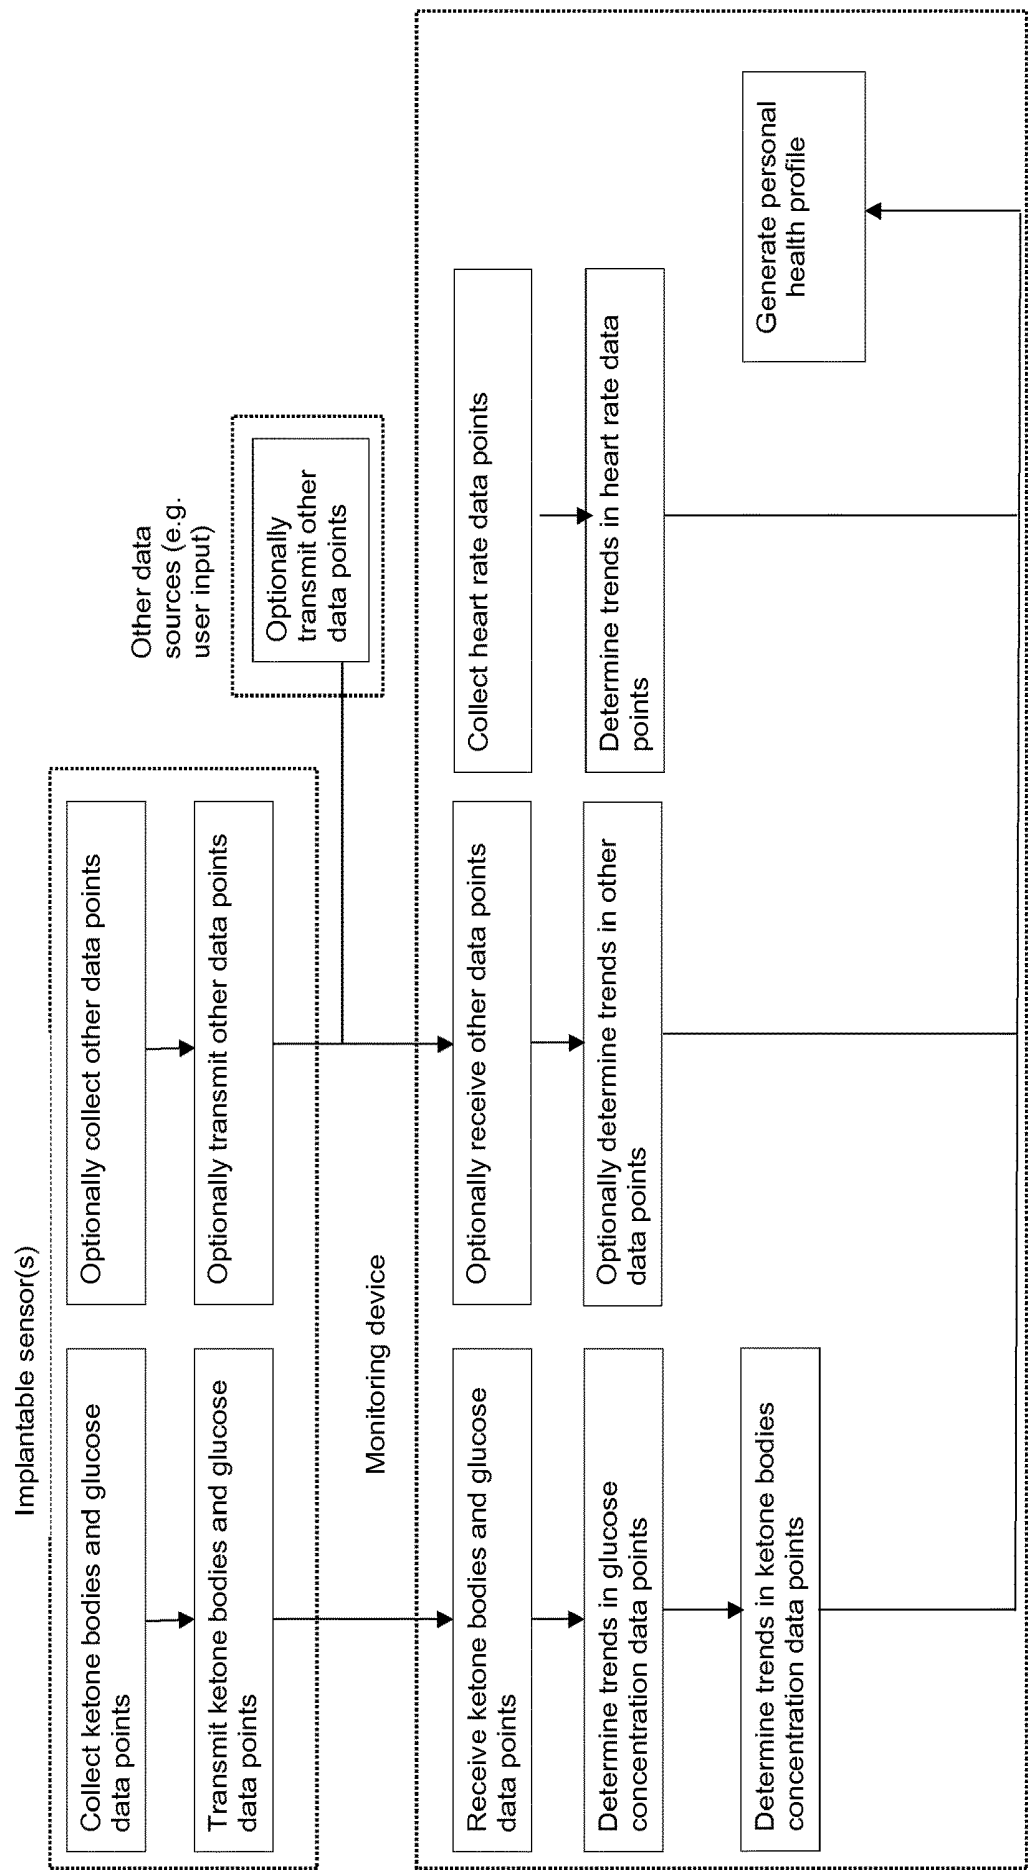 Implantable sensor(s)
Collect ketone bodies and glucose
data points
Transmit ketone bodies and glucose
data points
Optionally collect other data points
Optionally transmit other data points
Other data
sources (e.g.
user input)
Optionally
transmit other
data points
Monitoring device
Receive ketone bodies and glucose
data points
Determine trends in glucose
concentration data points
Determine trends in ketone bodies
concentration data points
Optionally receive other data points
Optionally determine trends in other
data points
Collect heart rate data points
Determine trends in heart rate data
points
Generate personal
health profile